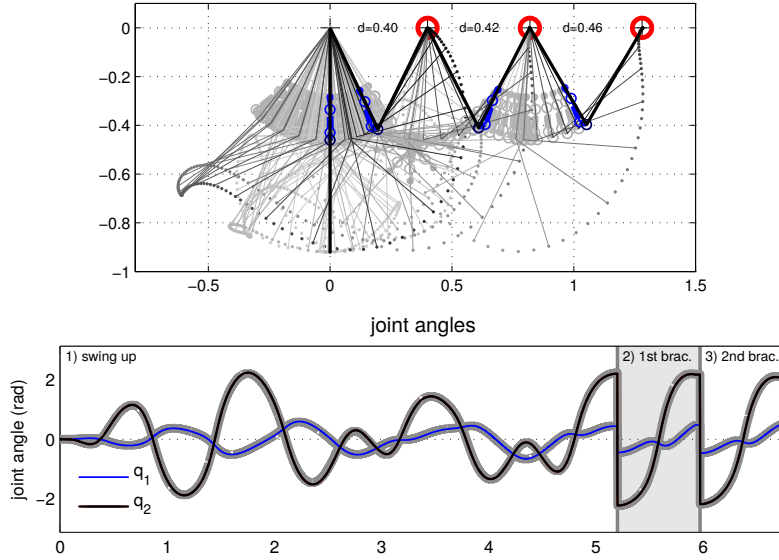 0
d=0.40 d=0.42 d=0.46
−0.2
−0.4
−0.6
−0.8
−1
−0.5 0 0.5 1 1.5
joint angles
1) swing up 2) 1st brac. 3) 2nd brac.
2
0
−2
joint angle (rad)
q1
q2
0 1 2 3 4 5 6